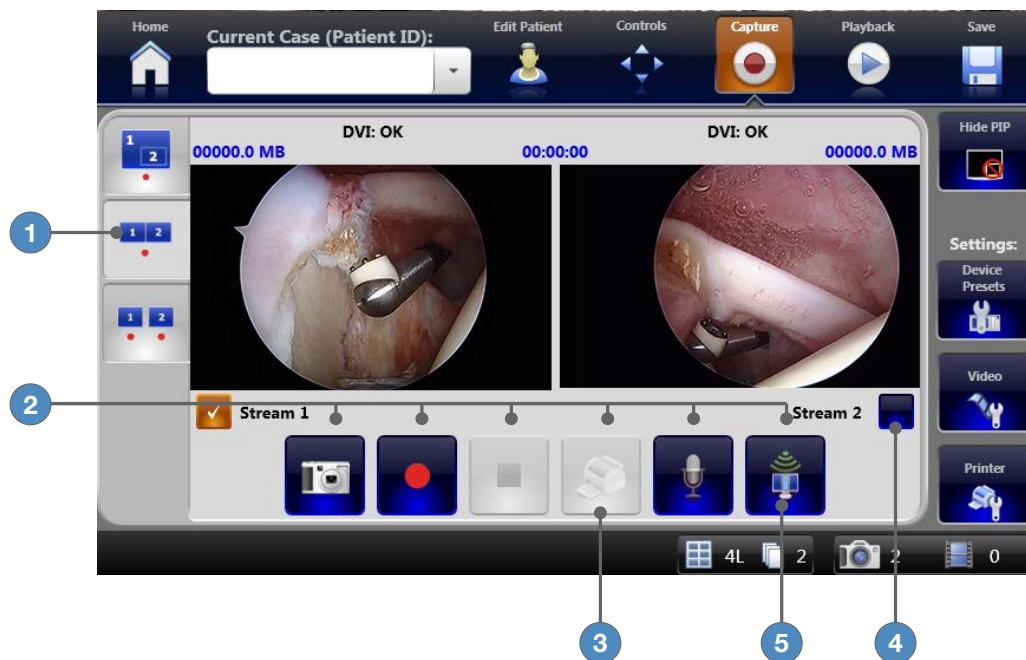 Home
Current Case (Patient ID):
Edit Patient
Controls
Capture
Playback
Save
DVI: OK
DVI: OK
Hide PIP
00000.0 MB
00:00:00
00000.0 MB
1
2
1
1 2
Settings:
Device
Presets
1 2
Video
2
Stream 1
Stream 2
Printer
4L
2
2
0
3
5
4